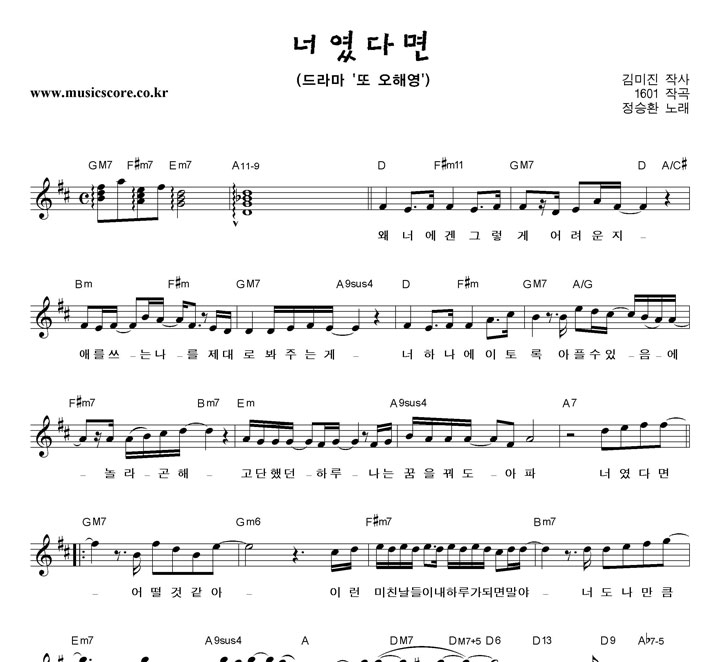 너였다면
(드라마 '또 오해영')
김미진 작사
www.musicscore.co.kr
1601 작곡
정승환 노래
GM7 F#m7 Em7 A11-9 D F#m11 GM7 D A/C#
왜 너 에 겐 그 렇 게 어 려 운 지 _
Bm F#m GM7 A9sus4 D F#m GM7 A/G
애 를 쓰 _ 는 나 _ 를 제 대 로 봐 주 는 게 _ 너 하 나 에 이 토 록 아 플 수 있 _ 음 _ 에
F#m7 Bm7 Em A9sus4 A7
_ 놀 라 _ 곤 해 _ 고 단 했 던 _ 하 루 _ 나 는 꿈 을 꿔 도 _ 아 파 너 였 다 면
GM7 Gm6 F#m7 Bm7
_ 어 떨 것 같 아 _ 이 런 미 친 날 들 이 내 하 루 가 되 면 말 야 _ 너 도 나 만 큼
Em7 A9sus4 A DM7 DM7+5 D6 D13 D9 Ab7-5